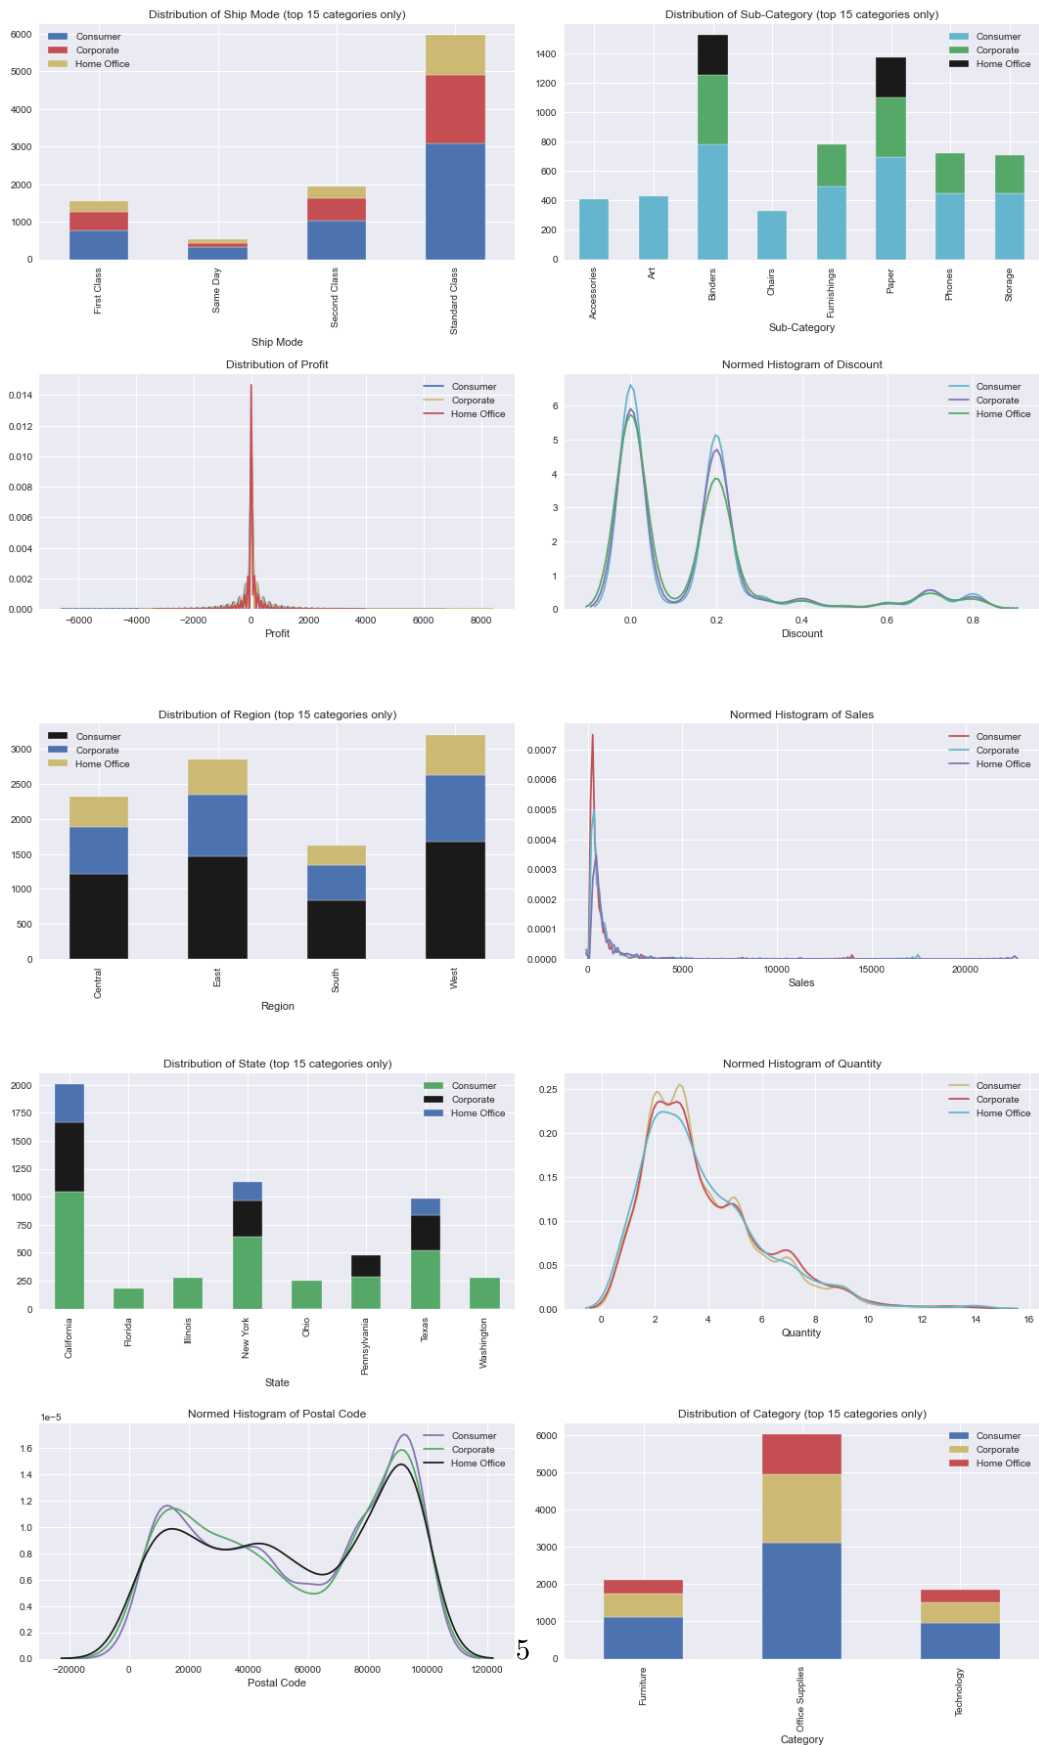 Distribution of Ship Mode (top 15 categories only)
Consumer
Corporate
Home Office
6000
5000
4000
3000
2000
1000
0
First Class
Same Day
Second Class
Standard Class
Ship Mode
Distribution of Sub-Category (top 15 categories only)
Consumer
Corporate
Home Office
1400
1200
1000
800
600
400
200
0
Accessories
Art
Binders
Chairs
Furnishings
Paper
Phones
Storage
Sub-Category
Distribution of Profit
Consumer
Corporate
Home Office
0.014
0.012
0.010
0.008
0.006
0.004
0.002
0.000
−6000
−4000
−2000
0
2000
4000
6000
8000
Profit
Normed Histogram of Discount
Consumer
Corporate
Home Office
6
5
4
3
2
1
0
0.0
0.2
0.4
0.6
0.8
Discount
Distribution of Region (top 15 categories only)
Consumer
Corporate
Home Office
3000
2500
2000
1500
1000
500
0
Central
East
South
West
Region
Normed Histogram of Sales
Consumer
Corporate
Home Office
0.0007
0.0006
0.0005
0.0004
0.0003
0.0002
0.0001
0.0000
0
5000
10000
15000
20000
Sales
Distribution of State (top 15 categories only)
Consumer
Corporate
Home Office
2000
1750
1500
1250
1000
750
500
250
0
California
Florida
Illinois
New York
Ohio
Pennsylvania
Texas
Washington
State
Normed Histogram of Quantity
Consumer
Corporate
Home Office
0.25
0.20
0.15
0.10
0.05
0.00
0
2
4
6
8
10
12
14
16
Quantity
Normed Histogram of Postal Code
1e−5
Consumer
Corporate
Home Office
1.6
1.4
1.2
1.0
0.8
0.6
0.4
0.2
0.0
−20000
0
20000
40000
60000
80000
100000
120000
Postal Code
Distribution of Category (top 15 categories only)
Consumer
Corporate
Home Office
6000
5000
4000
3000
2000
1000
0
Furniture
Office Supplies
Technology
Category
5